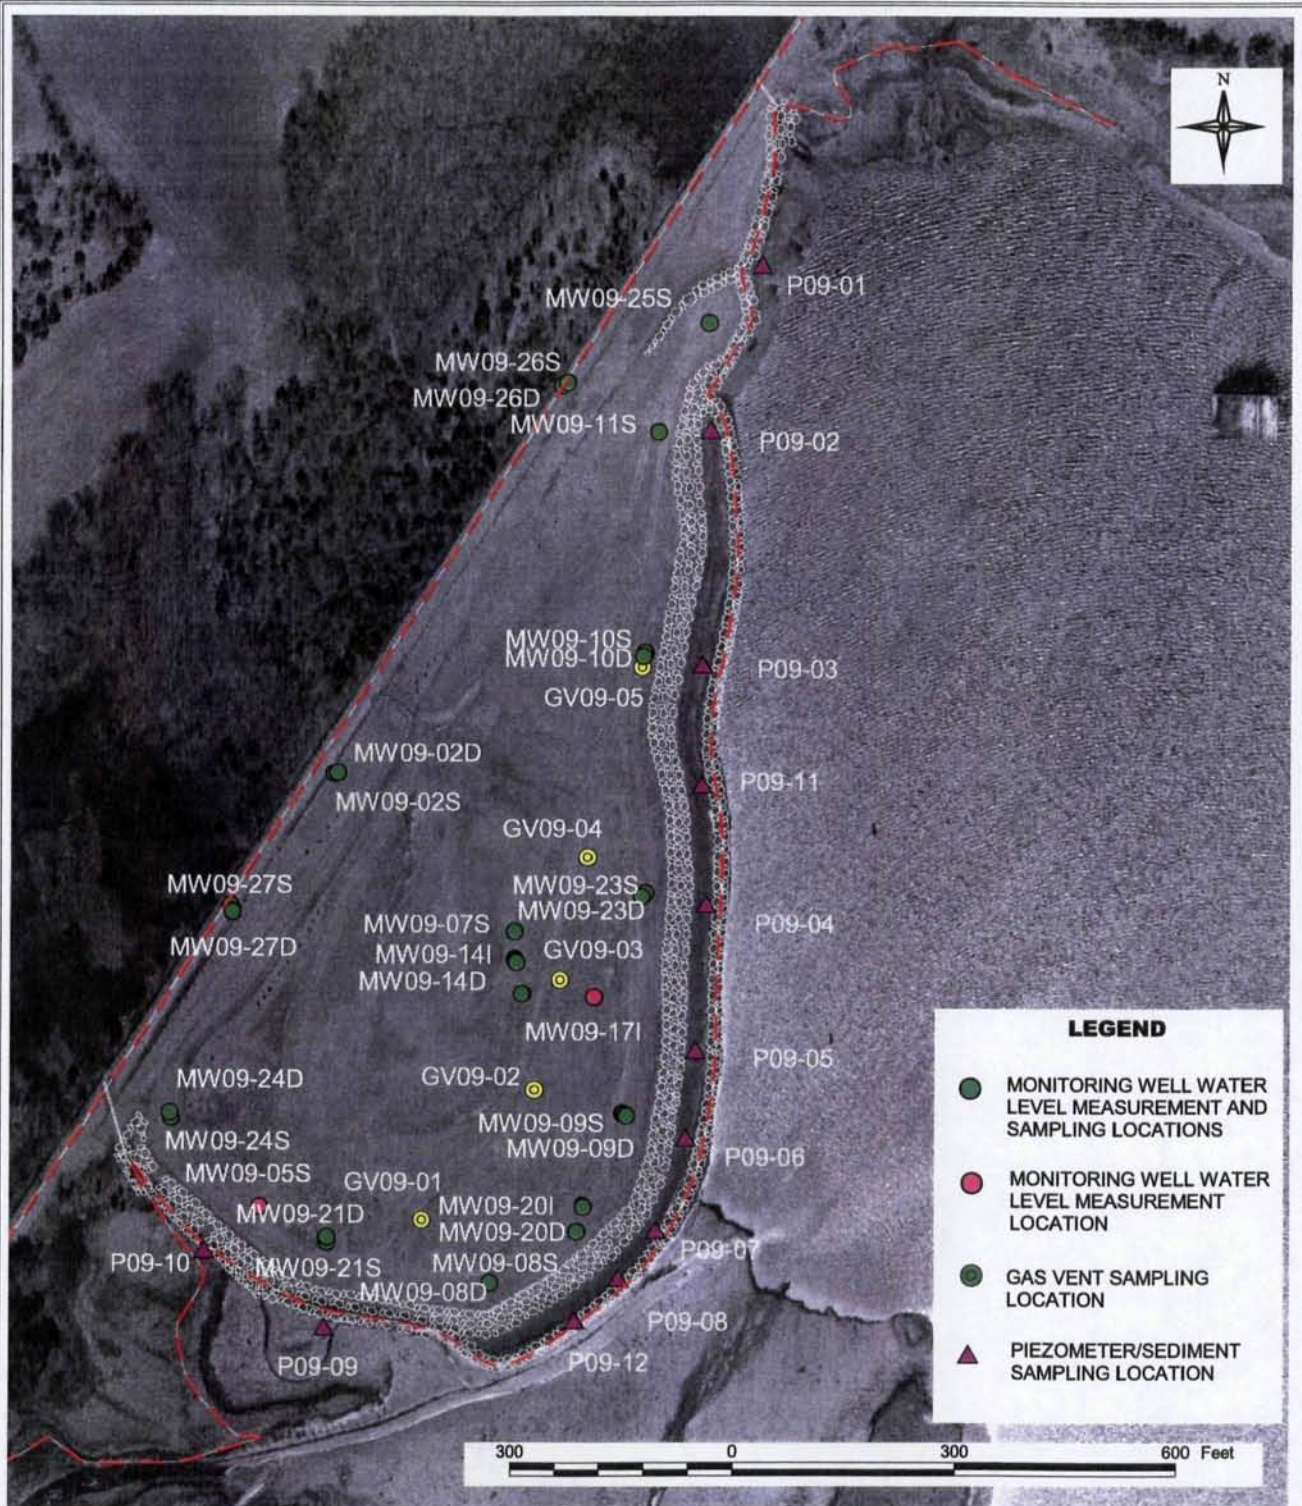 N
P09-01
MW09-25S
MW09-26S
MW09-26D
MW09-11S
P09-02
MW09-10S
MW09-10D
P09-03
GV09-05
MW09-02D
MW09-02S
P09-11
GV09-04
MW09-27S
MW09-23S
MW09-23D
MW09-07S
P09-04
MW09-27D
MW09-14I
GV09-03
MW09-14D
MW09-17I
P09-05
MW09-24D
GV09-02
MW09-09S
MW09-09D
MW09-24S
P09-06
MW09-05S
GV09-01
MW09-20I
MW09-21D
MW09-20D
P09-07
P09-10
MW09-21S
MW09-08S
MW09-08D
P09-08
P09-09
P09-12
LEGEND
MONITORING WELL WATER
LEVEL MEASUREMENT AND
SAMPLING LOCATIONS
MONITORING WELL WATER
LEVEL MEASUREMENT
LOCATION
GAS VENT SAMPLING
LOCATION
PIEZOMETER/SEDIMENT
SAMPLING LOCATION
300 0 300 600 Feet